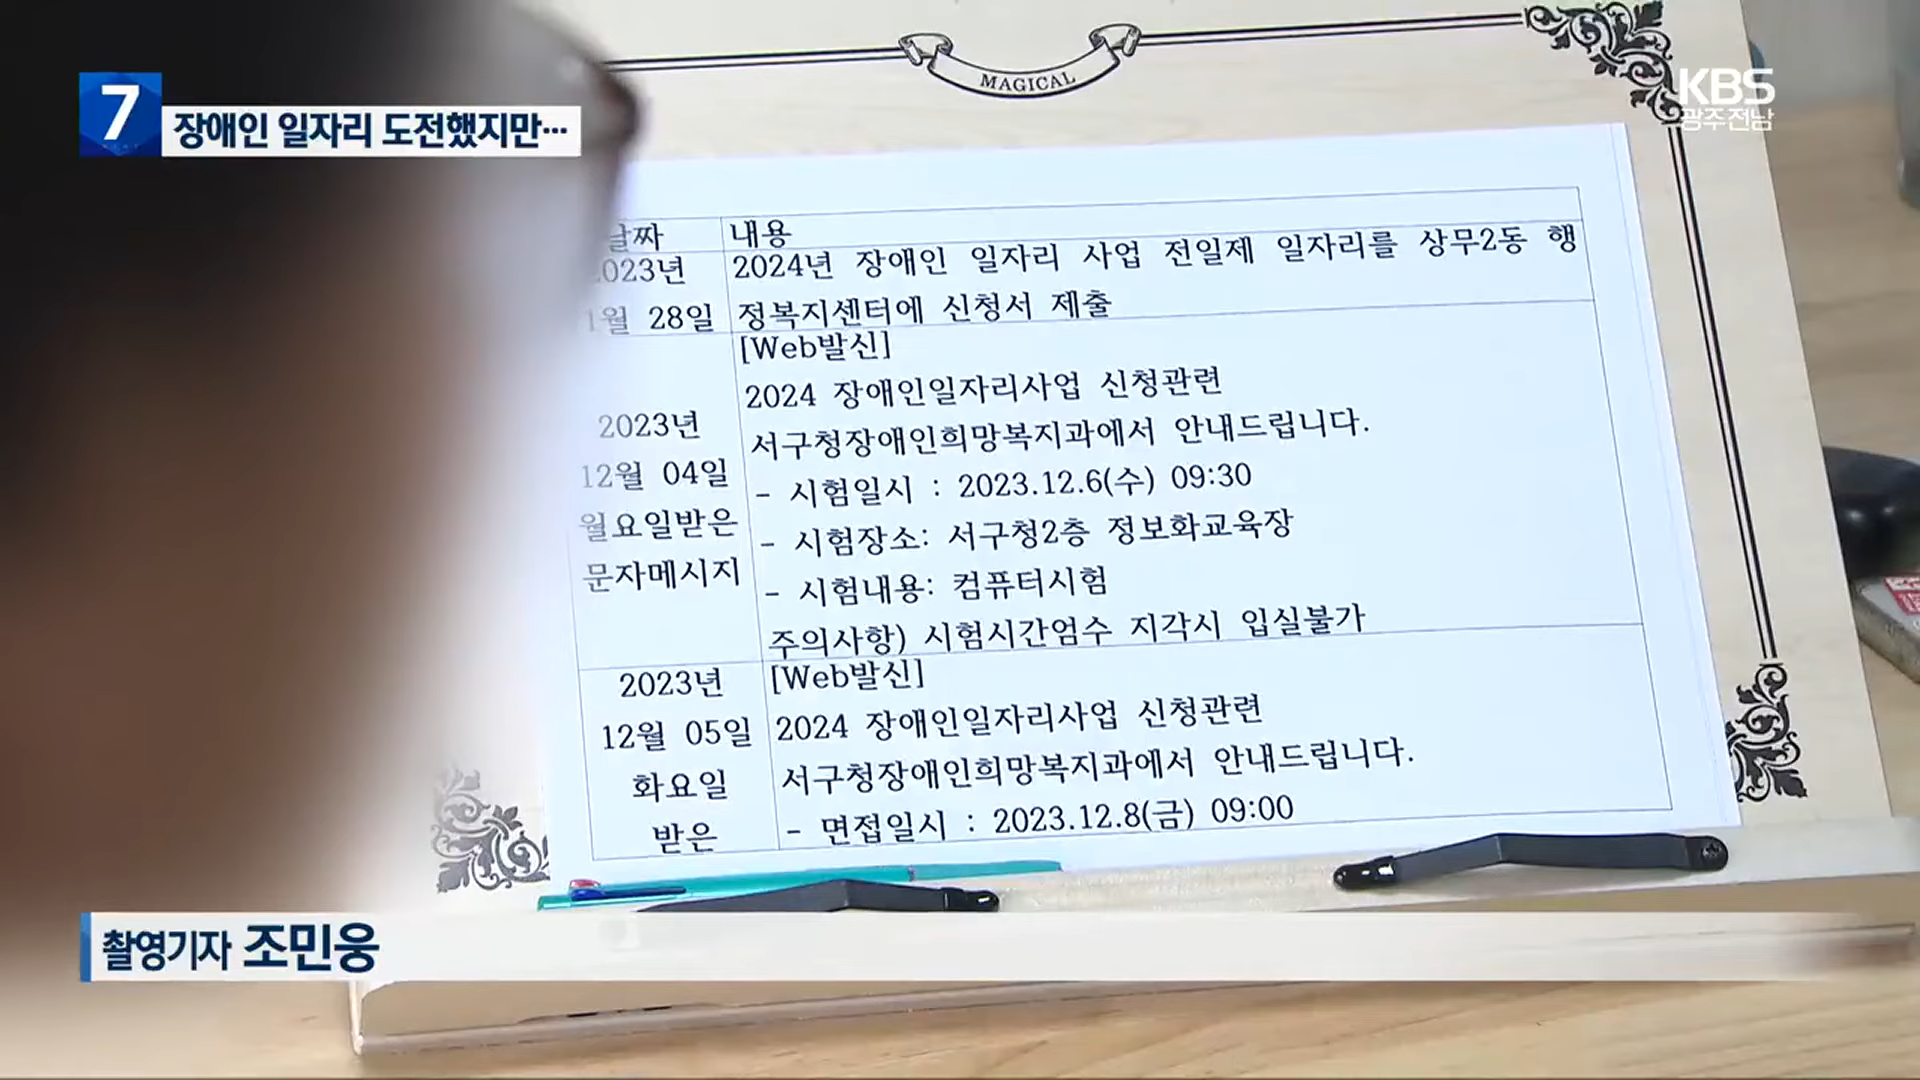 MAGICAL
KBS
광주전남
7
장애인 일자리 도전했지만…
날짜
내용
2023년
2024년 장애인 일자리 사업 전일제 일자리를 상무2동 행
1월 28일
정복지센터에 신청서 제출
[Web발신]
2024 장애인일자리사업 신청관련
2023년
서구청장애인희망복지과에서 안내드립니다.
12월 04일
- 시험일시 : 2023.12.6(수) 09:30
월요일받은
- 시험장소: 서구청2층 정보화교육장
문자메시지
- 시험내용: 컴퓨터시험
주의사항) 시험시간엄수 지각시 입실불가
2023년
[Web발신]
12월 05일
2024 장애인일자리사업 신청관련
화요일
서구청장애인희망복지과에서 안내드립니다.
받은
- 면접일시 : 2023.12.8(금) 09:00
촬영기자 조민웅